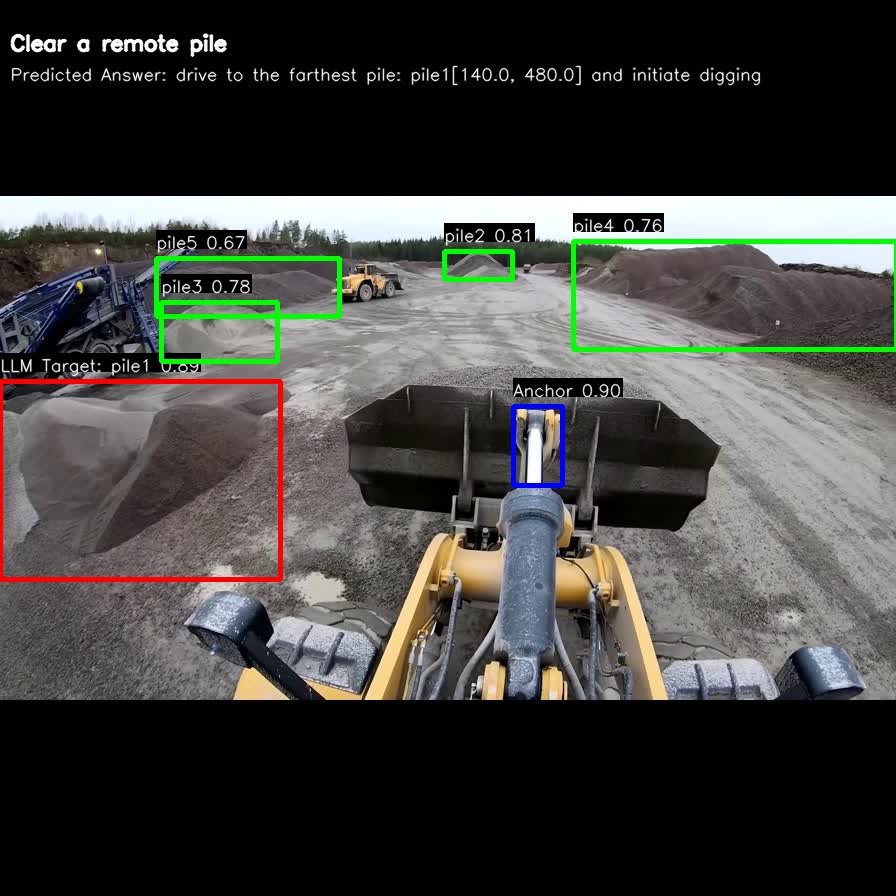 Clear a remote pile
Predicted Answer: drive to the farthest pile: pile1[140.0, 480.0] and initiate digging
pile4 0.76
pile2 0.81
pile5 0.67
pile3 0.78
LLM Target: pile1 0.89
Anchor 0.90